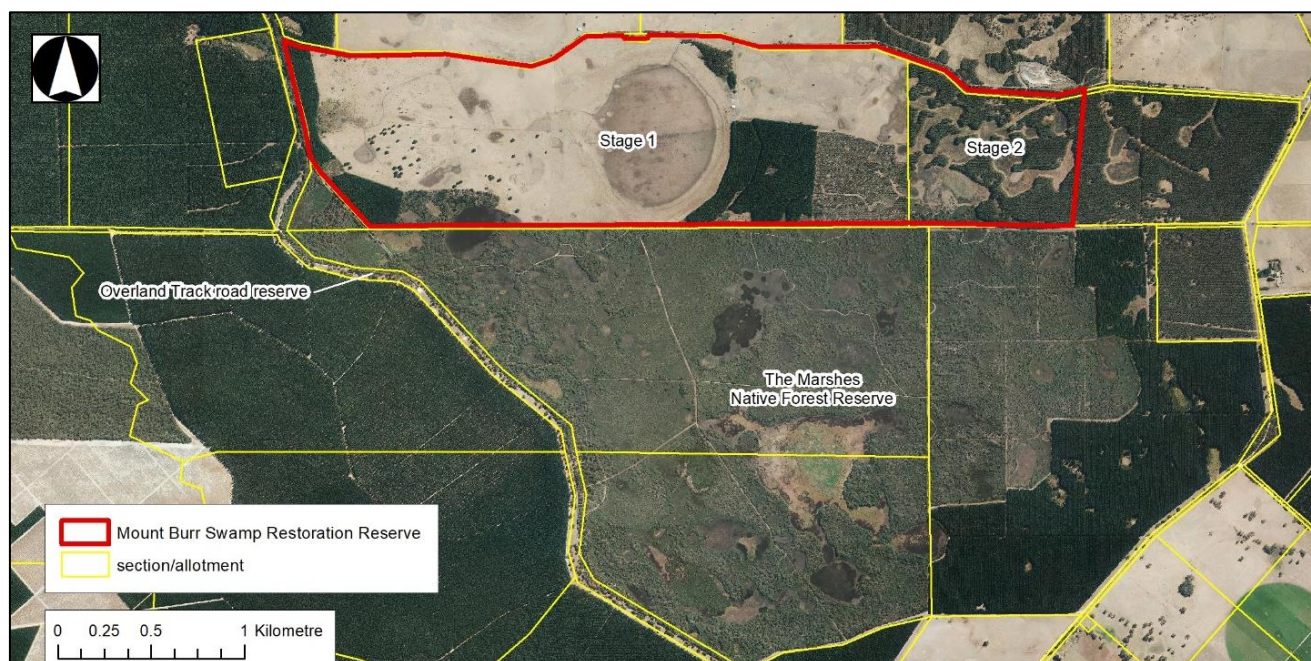 Stage 1
Stage 2
Overland Track road reserve
The Marshes
Native Forest Reserve
Mount Burr Swamp Restoration Reserve
section/allotment
0 0.25 0.5 1 Kilometre